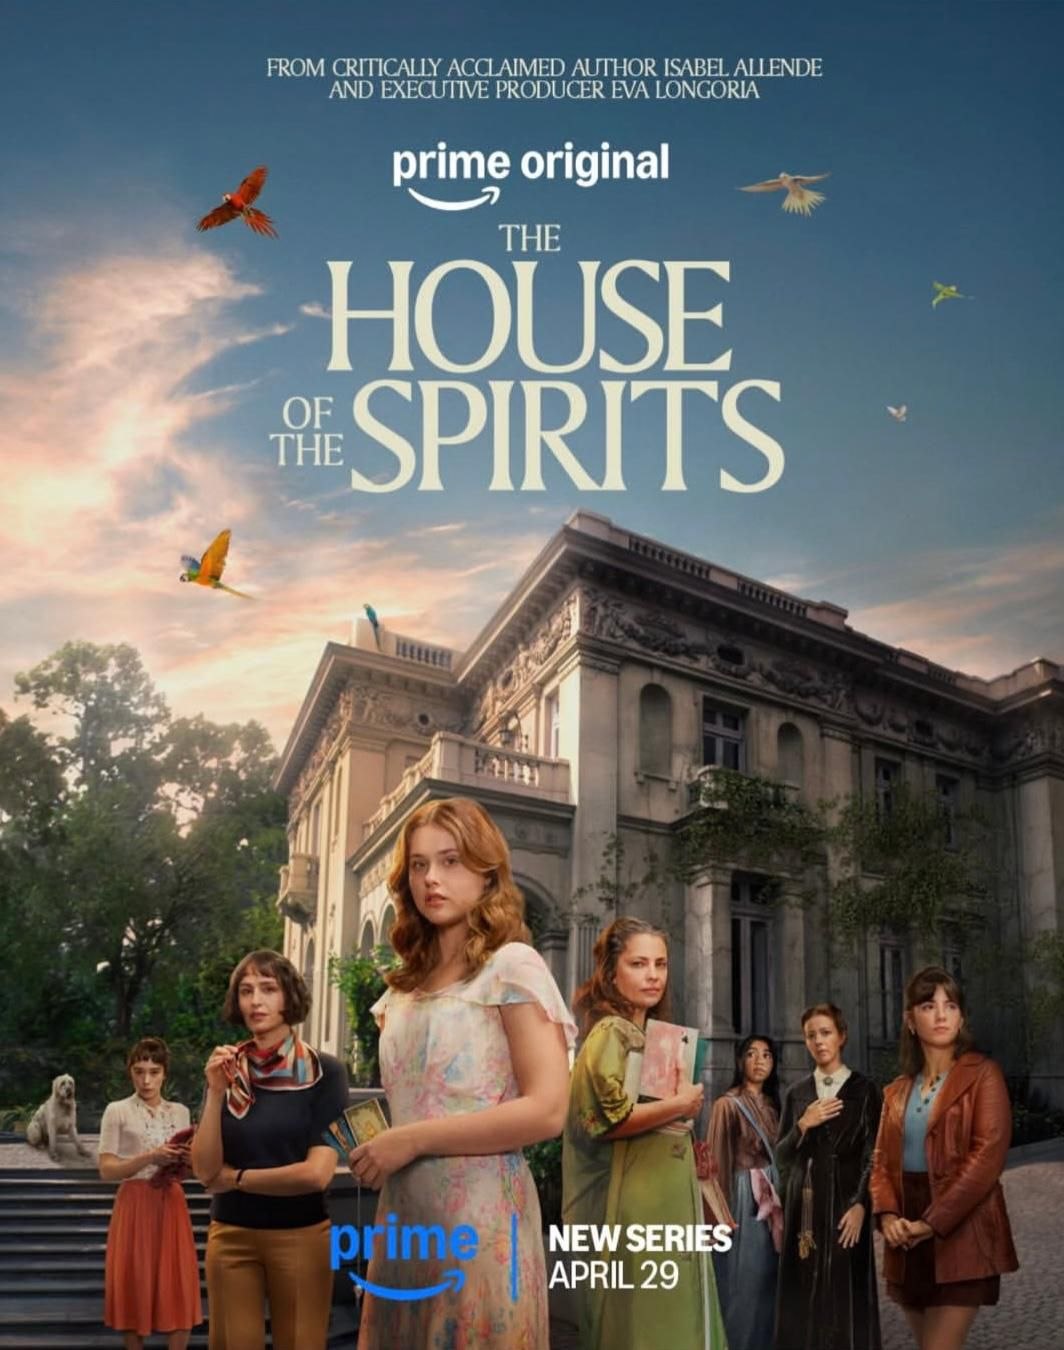 FROM CRITICALLY ACCLAIMED AUTHOR ISABEL ALLENDE
AND EXECUTIVE PRODUCER EVA LONGORIA
prime original
THE
HOUSE
OF THE SPIRITS
prime
NEW SERIES
APRIL 29